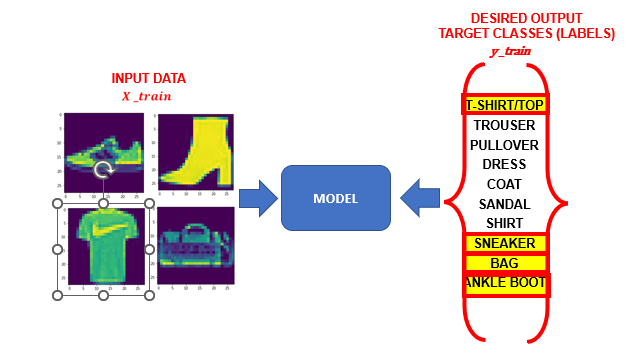 DESIRED OUTPUT
TARGET CLASSES (LABELS)
y_train
INPUT DATA
X_train
T-SHIRT/TOP
TROUSER
PULLOVER
DRESS
COAT
SANDAL
SHIRT
SNEAKER
BAG
ANKLE BOOT
MODEL